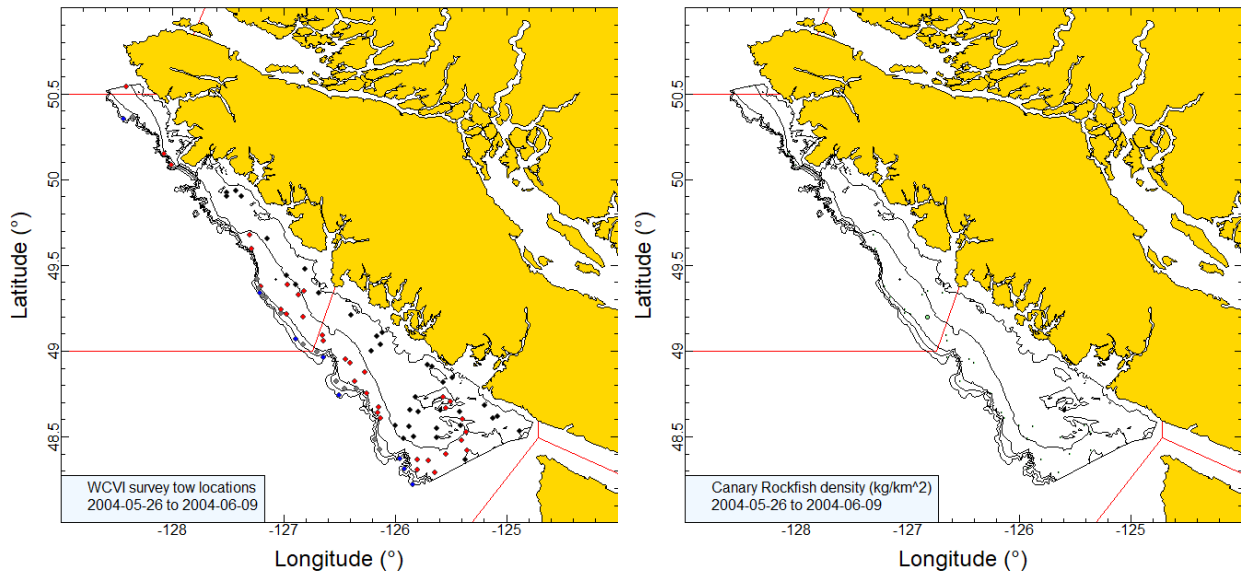 50.5
50
49.5
49
48.5
Latitude (°)
WCVI survey tow locations
2004-05-26 to 2004-06-09
-128
-127
-126
-125
-124
Longitude (°)
50.5
50
49.5
49
48.5
Latitude (°)
Canary Rockfish density (kg/km^2)
2004-05-26 to 2004-06-09
-128
-127
-126
-125
-124
Longitude (°)